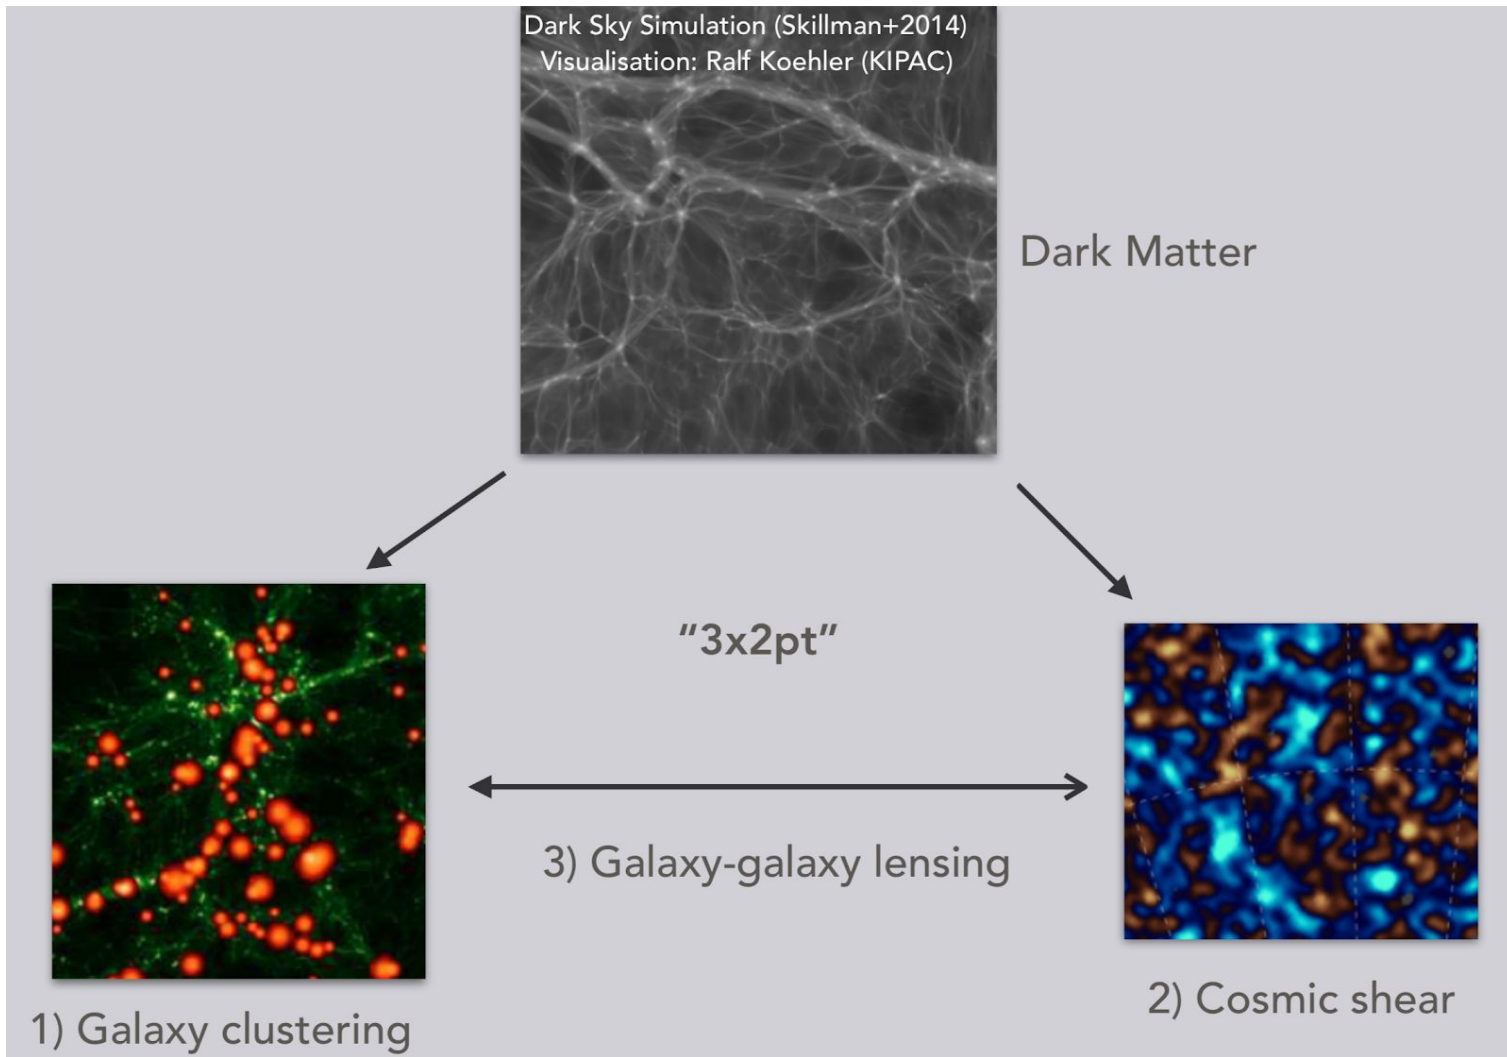 Dark Sky Simulation (Skillman+2014)
Visualisation: Ralf Koehler (KIPAC)
Dark Matter
“3x2pt”
3) Galaxy-galaxy lensing
1) Galaxy clustering
2) Cosmic shear